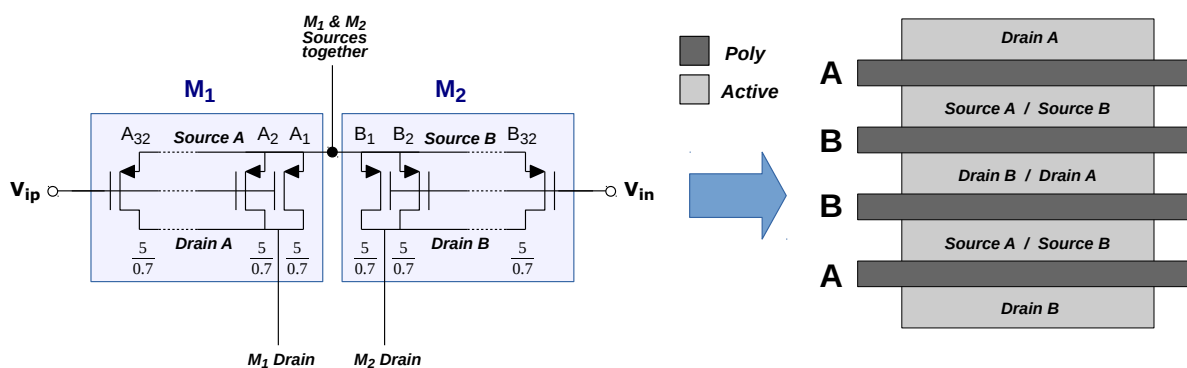 M1 & M2
Sources
together
M1
M2
A32
Source A
A2
A1
B1
B2
Source B
B32
Vip
Vin
Drain A
Drain B
5
0.7
5
0.7
5
0.7
5
0.7
5
0.7
5
0.7
M1 Drain
M2 Drain
Poly
Active
Drain A
A
Source A / Source B
B
Drain B / Drain A
B
Source A / Source B
A
Drain B